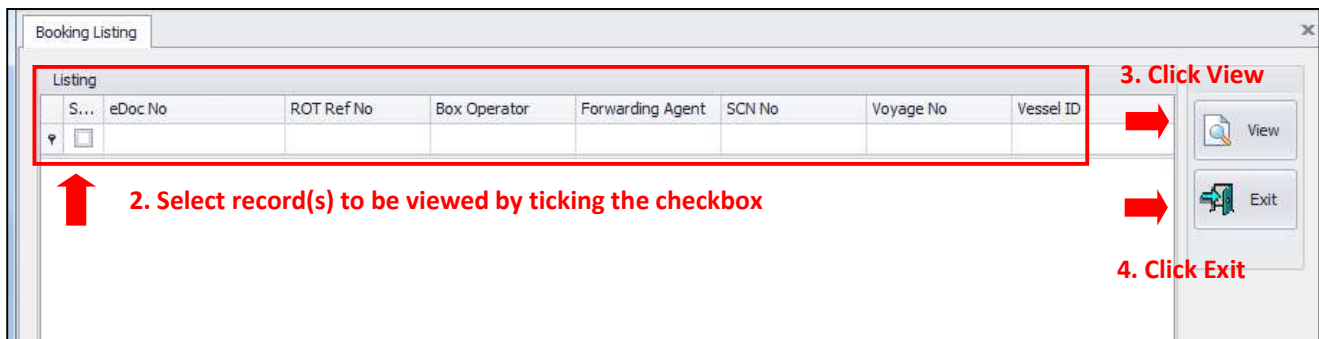 Booking Listing
Listing
3. Click View
S... eDoc No ROT Ref No Box Operator Forwarding Agent SCN No Voyage No Vessel ID
View
2. Select record(s) to be viewed by ticking the checkbox
Exit
4. Click Exit